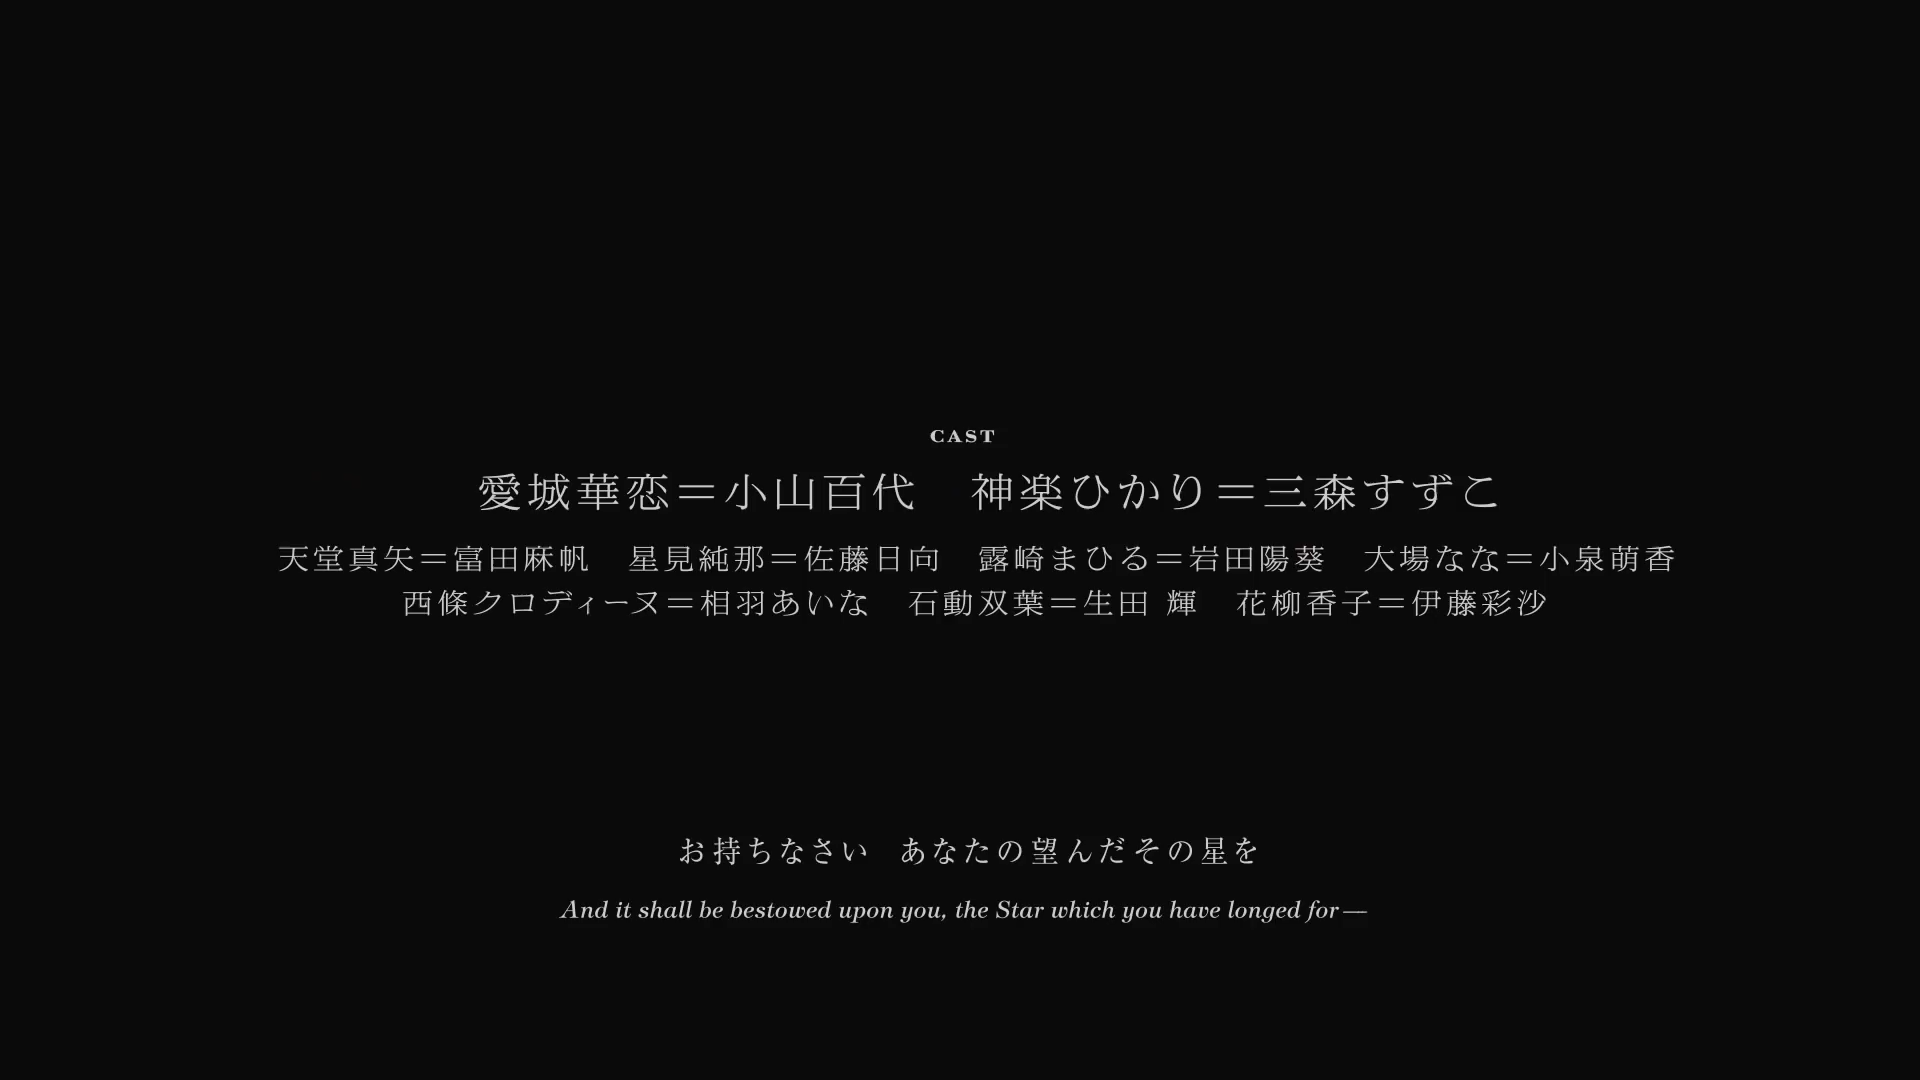 CAST
愛城華恋＝小山百代　神楽ひかり＝三森すずこ
天堂真矢＝富田麻帆　星見純那＝佐藤日向　露崎まひる＝岩田陽葵　大場なな＝小泉萌香
西條クロディーヌ＝相羽あいな　石動双葉＝生田 輝　花柳香子＝伊藤彩沙
お持ちなさい　あなたの望んだその星を
And it shall be bestowed upon you, the Star which you have longed for—